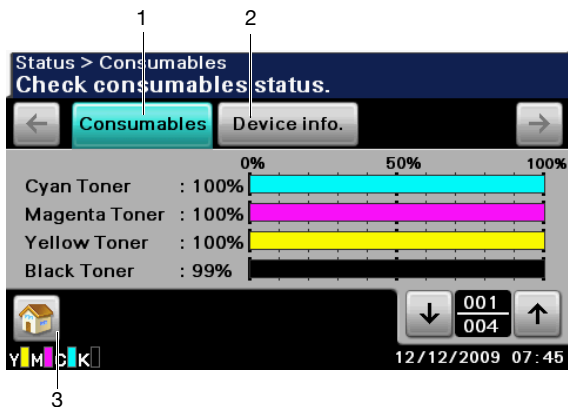 1 2
Status > Consumables
Check consumables status.
← Consumables Device info. →
0% 50% 100%
Cyan Toner : 100%
Magenta Toner : 100%
Yellow Toner : 100%
Black Toner : 99%
↓ 001 ↑
004
Y M C K 12/12/2009 07:45
3